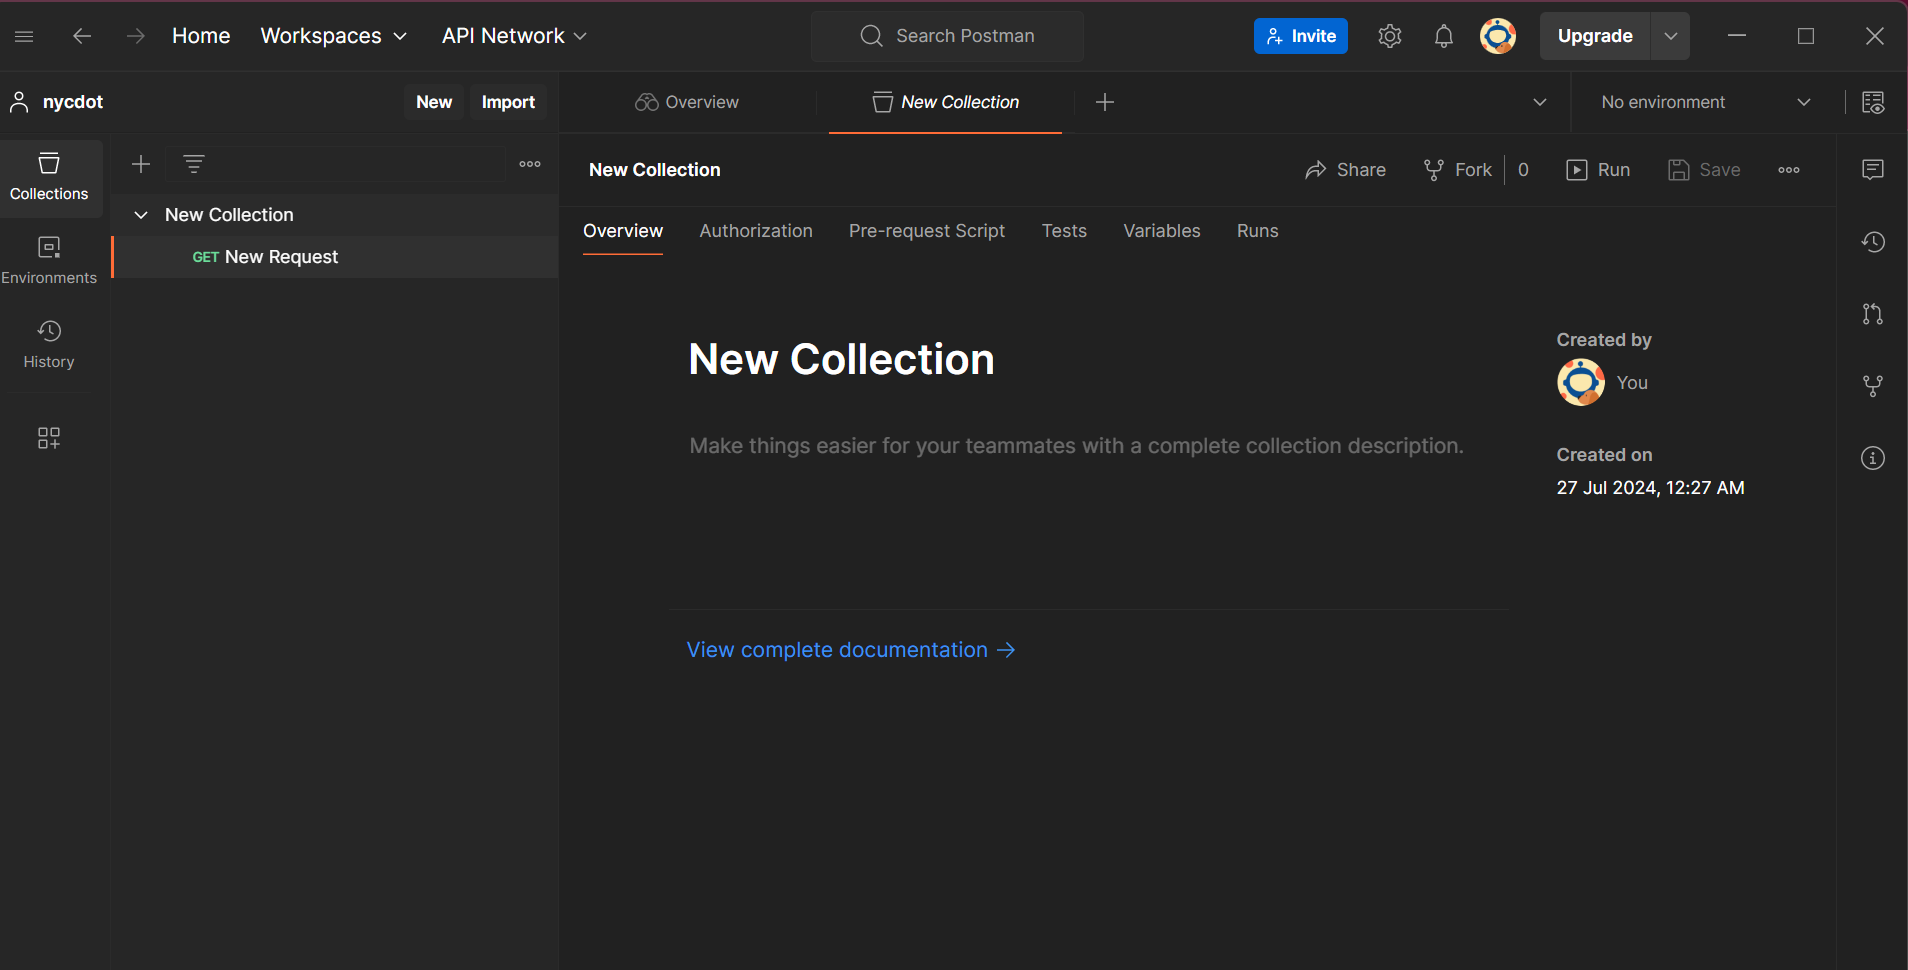 Home Workspaces API Network Search Postman Invite Upgrade
nycdot New Import Overview New Collection No environment
Collections
Environments
History
New Collection
GET New Request
New Collection Share Fork 0 Run Save
Overview Authorization Pre-request Script Tests Variables Runs
New Collection
Make things easier for your teammates with a complete collection description.
View complete documentation →
Created by
You
Created on
27 Jul 2024, 12:27 AM